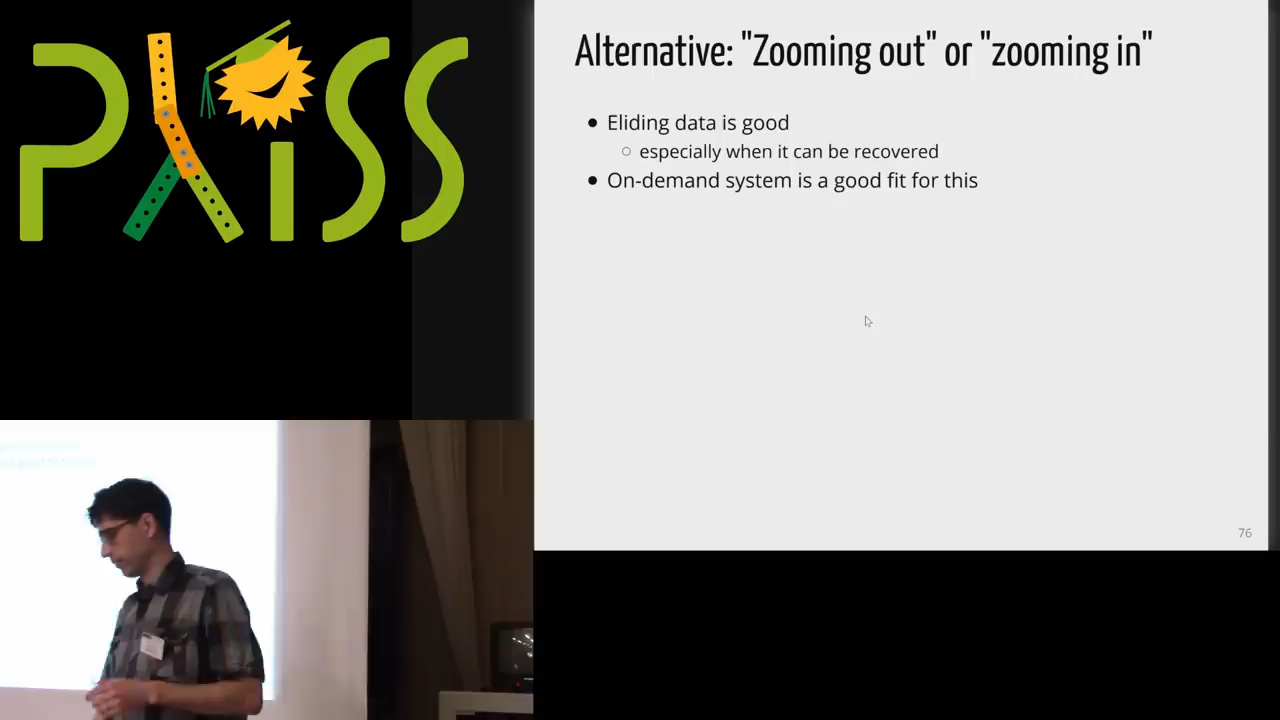 PλISS
Alternative: "Zooming out" or "zooming in"
● Eliding data is good
○ especially when it can be recovered
● On-demand system is a good fit for this
76